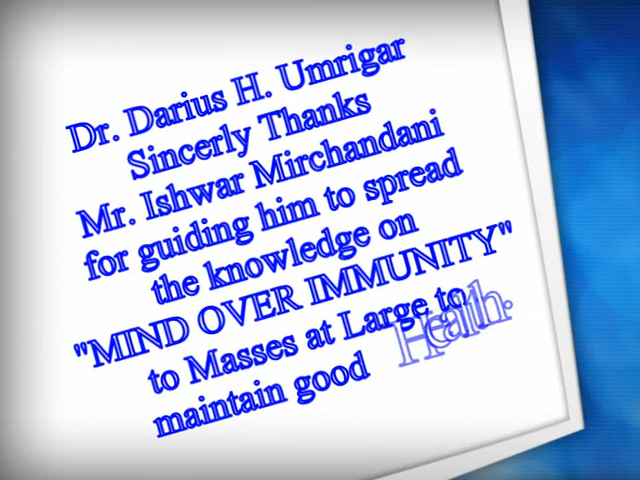 Dr. Darius H. Umrigar
Sincerly Thanks
Mr. Ishwar Mirchandani
for guiding him to spread
the knowledge on
"MIND OVER IMMUNITY"
to Masses at Large to
maintain good Health.